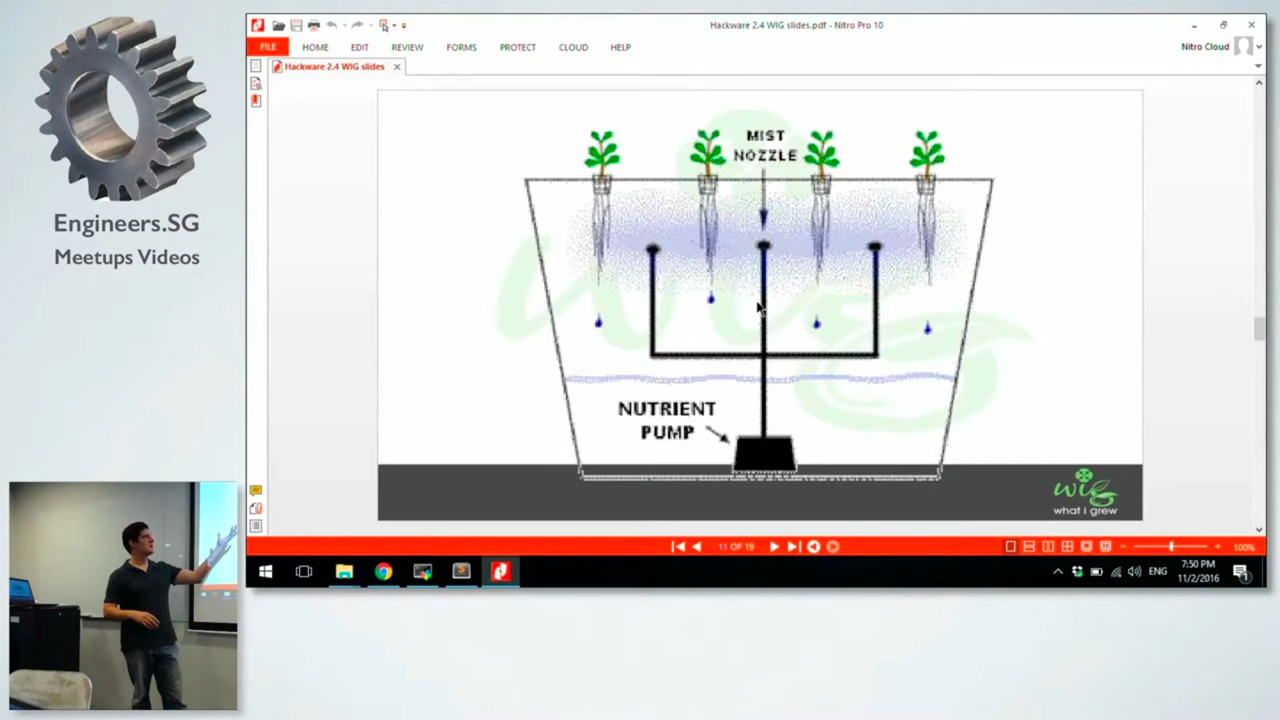 Engineers.SG
Meetups Videos
Hackware 2.4 WIG slides.pdf - Nitro Pro 10
FILE HOME EDIT REVIEW FORMS PROTECT CLOUD HELP
Nitro Cloud
Hackware 2.4 WIG slides
MIST
NOZZLE
wig
NUTRIENT
PUMP
wig
what i grew
11 OF 19
100%
ENG
7:50 PM
11/2/2016
1